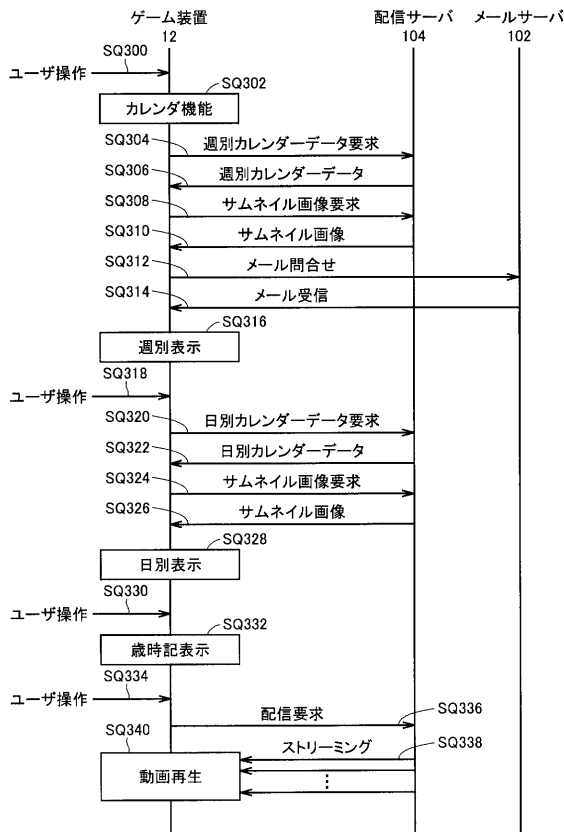 ゲーム装置 配信サーバ メールサーバ
12 104 102
SQ300
ユーザ操作
SQ302
カレンダ機能
SQ304 週別カレンダーデータ要求
SQ306 週別カレンダーデータ
SQ308 サムネイル画像要求
SQ310 サムネイル画像
SQ312 メール問合せ
SQ314 メール受信
SQ316
週別表示
SQ318
ユーザ操作
SQ320 日別カレンダーデータ要求
SQ322 日別カレンダーデータ
SQ324 サムネイル画像要求
SQ326 サムネイル画像
SQ328
日別表示
SQ330
ユーザ操作
SQ332
歳時記表示
SQ334
ユーザ操作
配信要求 SQ336
SQ340
ストリーミング SQ338
動画再生